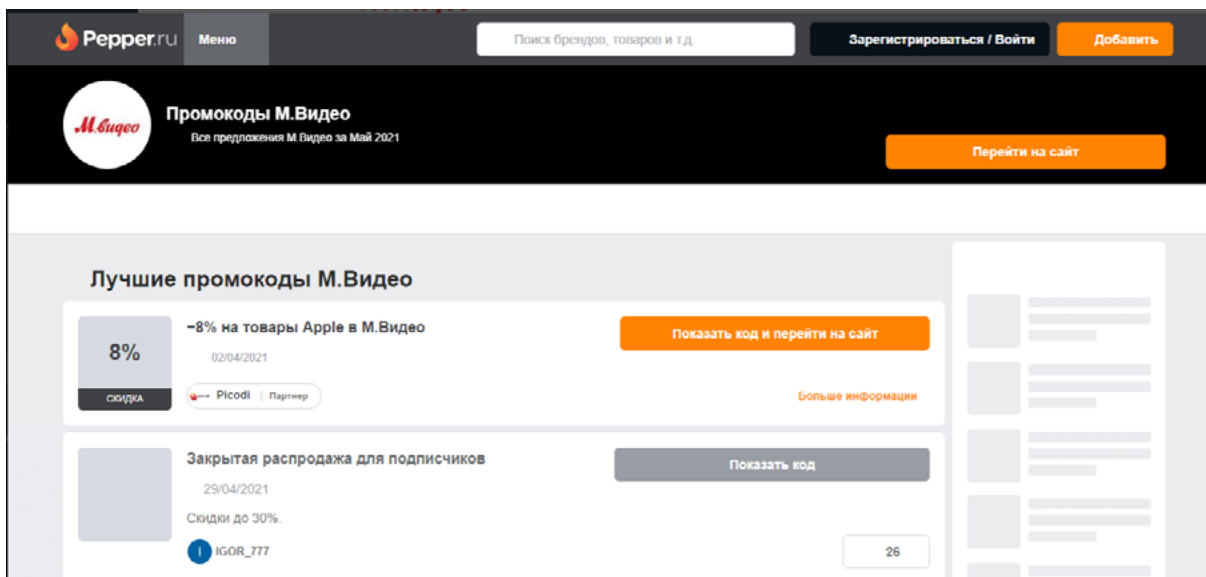 Pepper.ru
Меню
Поиск брендов, товаров и т.д.
Зарегистрироваться / Войти
Добавить
М.видео
Промокоды М.Видео
Все предложения М.Видео за Май 2021
Перейти на сайт
Лучшие промокоды М.Видео
8%
СКИДКА
−8% на товары Apple в М.Видео
02/04/2021
Picodi | Партнер
Показать код и перейти на сайт
Больше информации
Закрытая распродажа для подписчиков
29/04/2021
Скидки до 30%.
I IGOR_777
Показать код
26